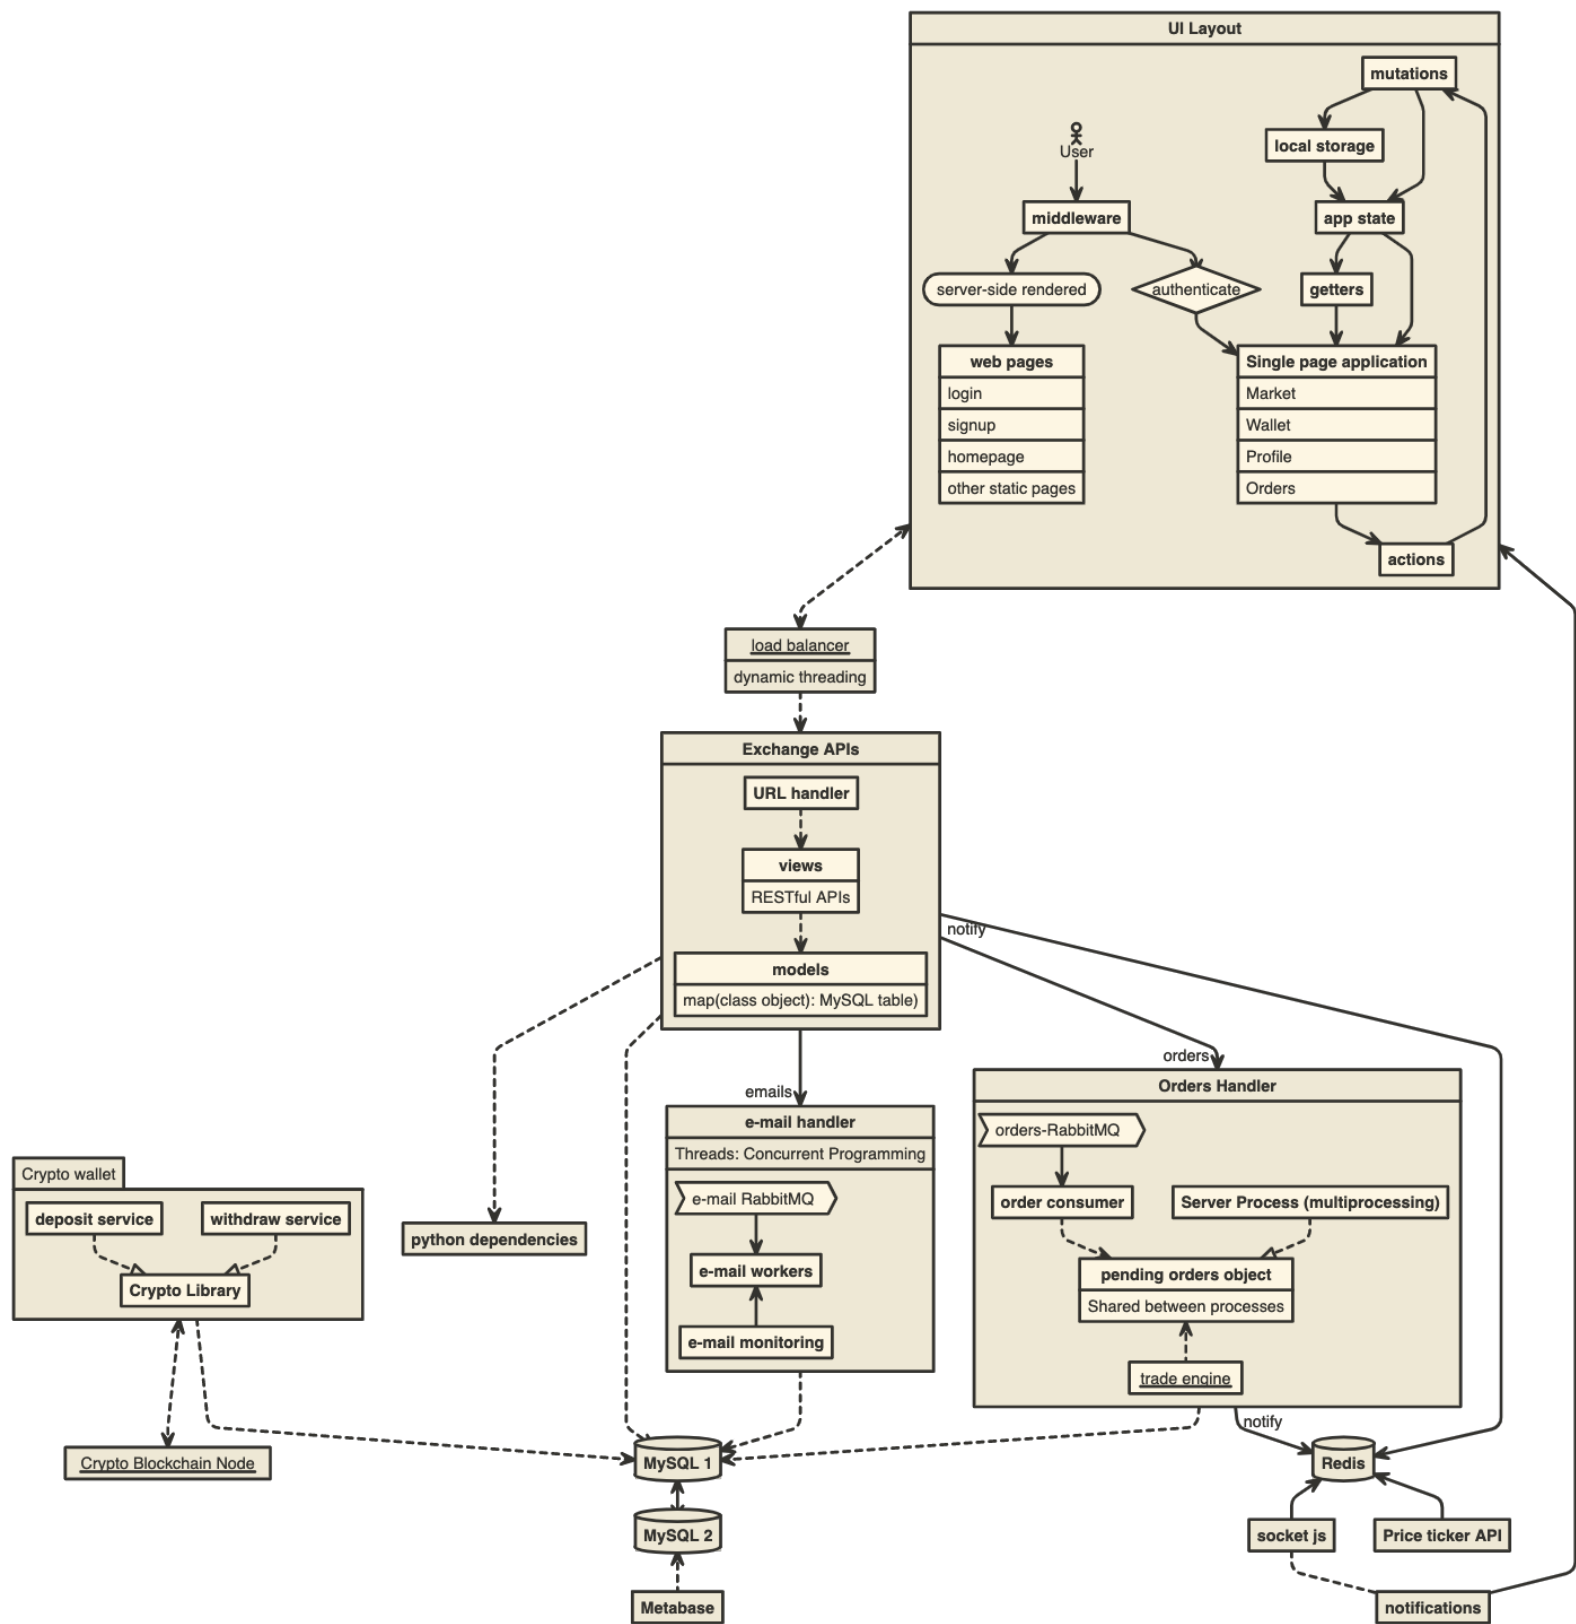 UI Layout
mutations
local storage
User
middleware
app state
server-side rendered
authenticate
getters
web pages
login
signup
homepage
other static pages
Single page application
Market
Wallet
Profile
Orders
actions
load balancer
dynamic threading
Exchange APIs
URL handler
views
RESTful APIs
models
map(class object): MySQL table)
notify
orders
emails
e-mail handler
Threads: Concurrent Programming
e-mail RabbitMQ
e-mail workers
e-mail monitoring
Orders Handler
orders-RabbitMQ
order consumer
Server Process (multiprocessing)
pending orders object
Shared between processes
trade engine
Crypto wallet
deposit service
withdraw service
Crypto Library
python dependencies
Crypto Blockchain Node
notify
MySQL 1
Redis
MySQL 2
socket js
Price ticker API
Metabase
notifications